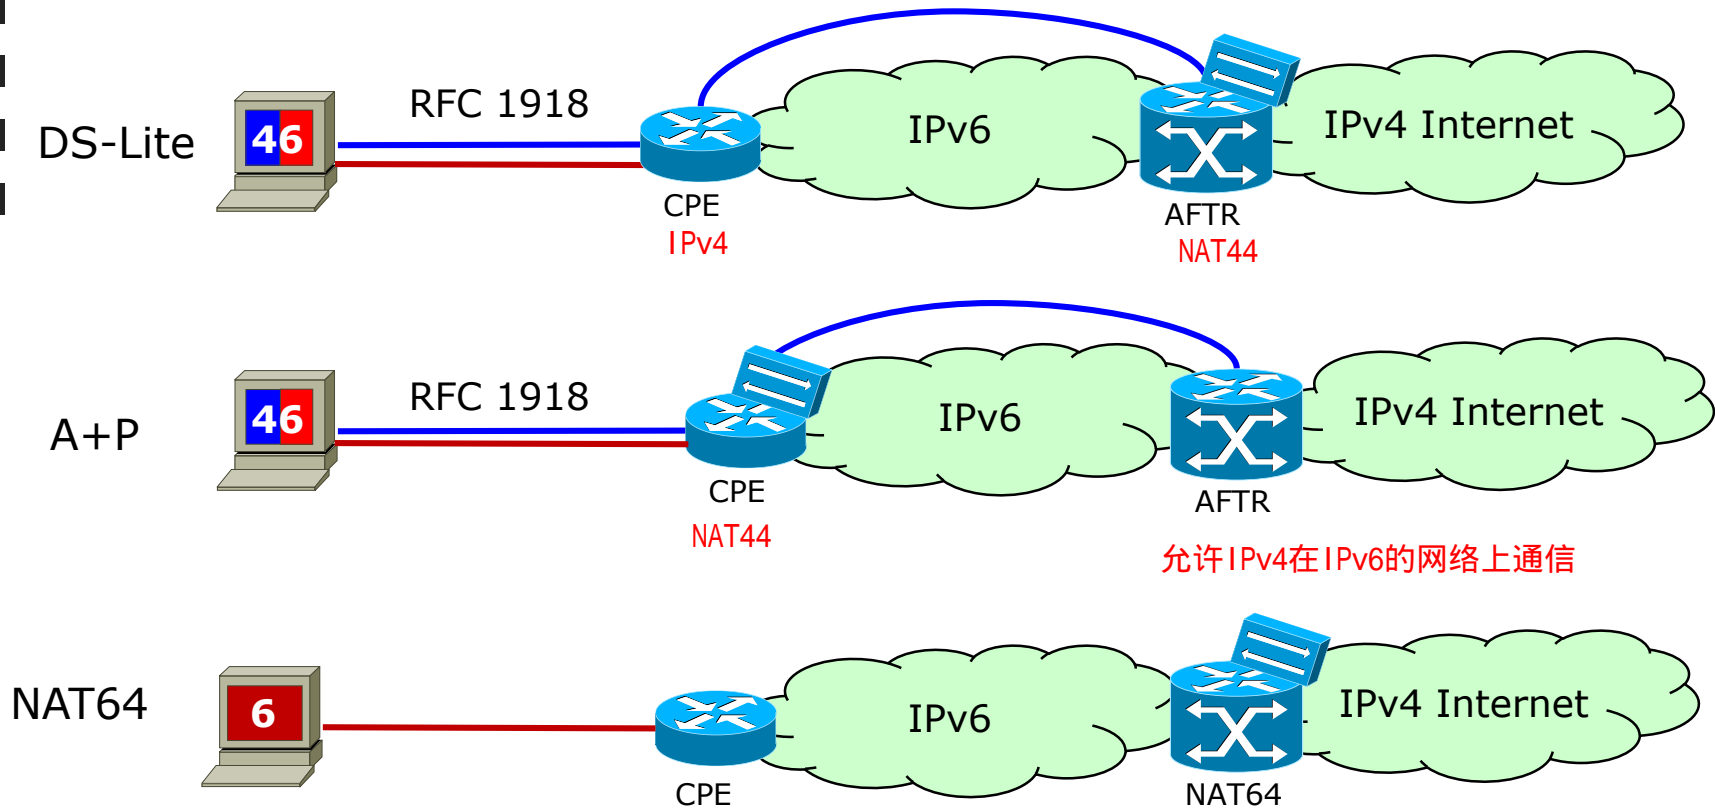 RFC 1918
DS-Lite
46
IPv6
IPv4 Internet
CPE
IPv4
AFTR
NAT44
RFC 1918
A+P
46
IPv6
IPv4 Internet
CPE
NAT44
AFTR
允许IPv4在IPv6的网络上通信
NAT64
6
IPv6
IPv4 Internet
CPE
NAT64